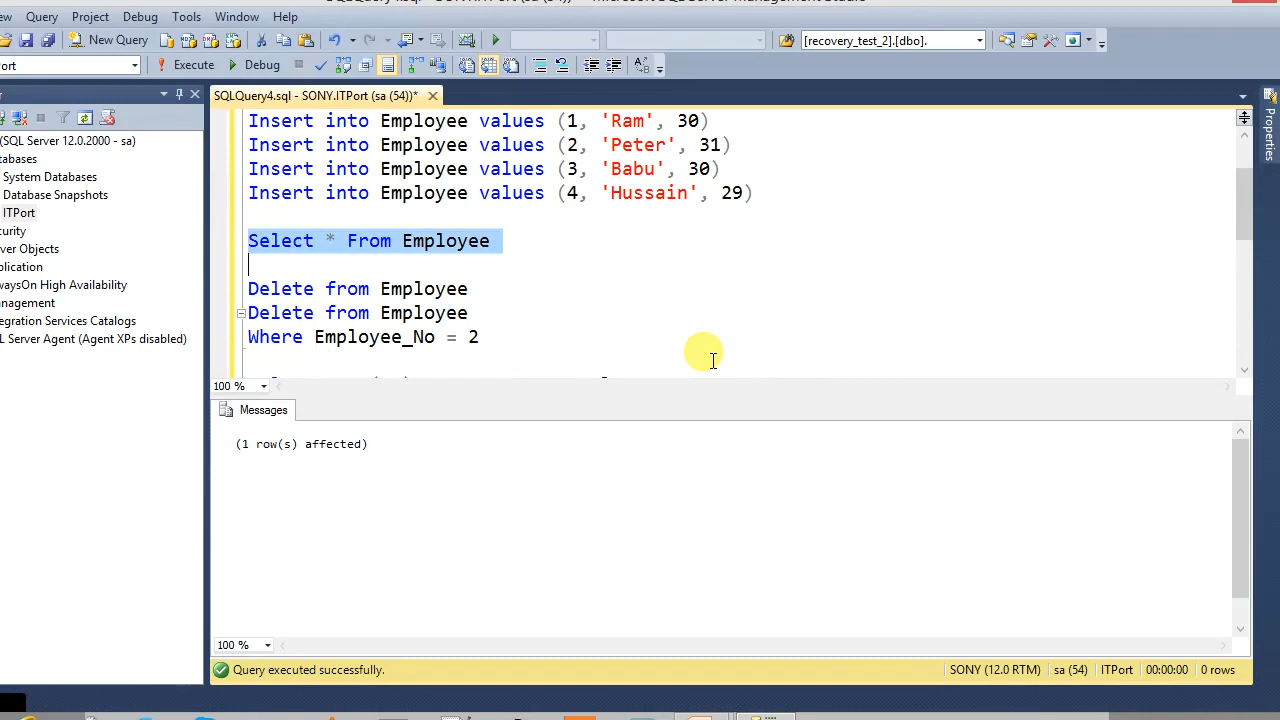 Query Project Debug Tools Window Help
New Query [recovery_test_2].[dbo].
Execute Debug
SQLQuery4.sql - SONY.ITPort (sa (54))*
Properties
(SQL Server 12.0.2000 - sa)
System Databases
Database Snapshots
ITPort
Insert into Employee values (1, 'Ram', 30)
Insert into Employee values (2, 'Peter', 31)
Insert into Employee values (3, 'Babu', 30)
Insert into Employee values (4, 'Hussain', 29)
Select * From Employee
Delete from Employee
Delete from Employee
Where Employee_No = 2
erver Objects
plication
waysOn High Availability
anagement
egration Services Catalogs
L Server Agent (Agent XPs disabled)
100 %
Messages
(1 row(s) affected)
100 %
Query executed successfully. SONY (12.0 RTM) sa (54) ITPort 00:00:00 0 rows